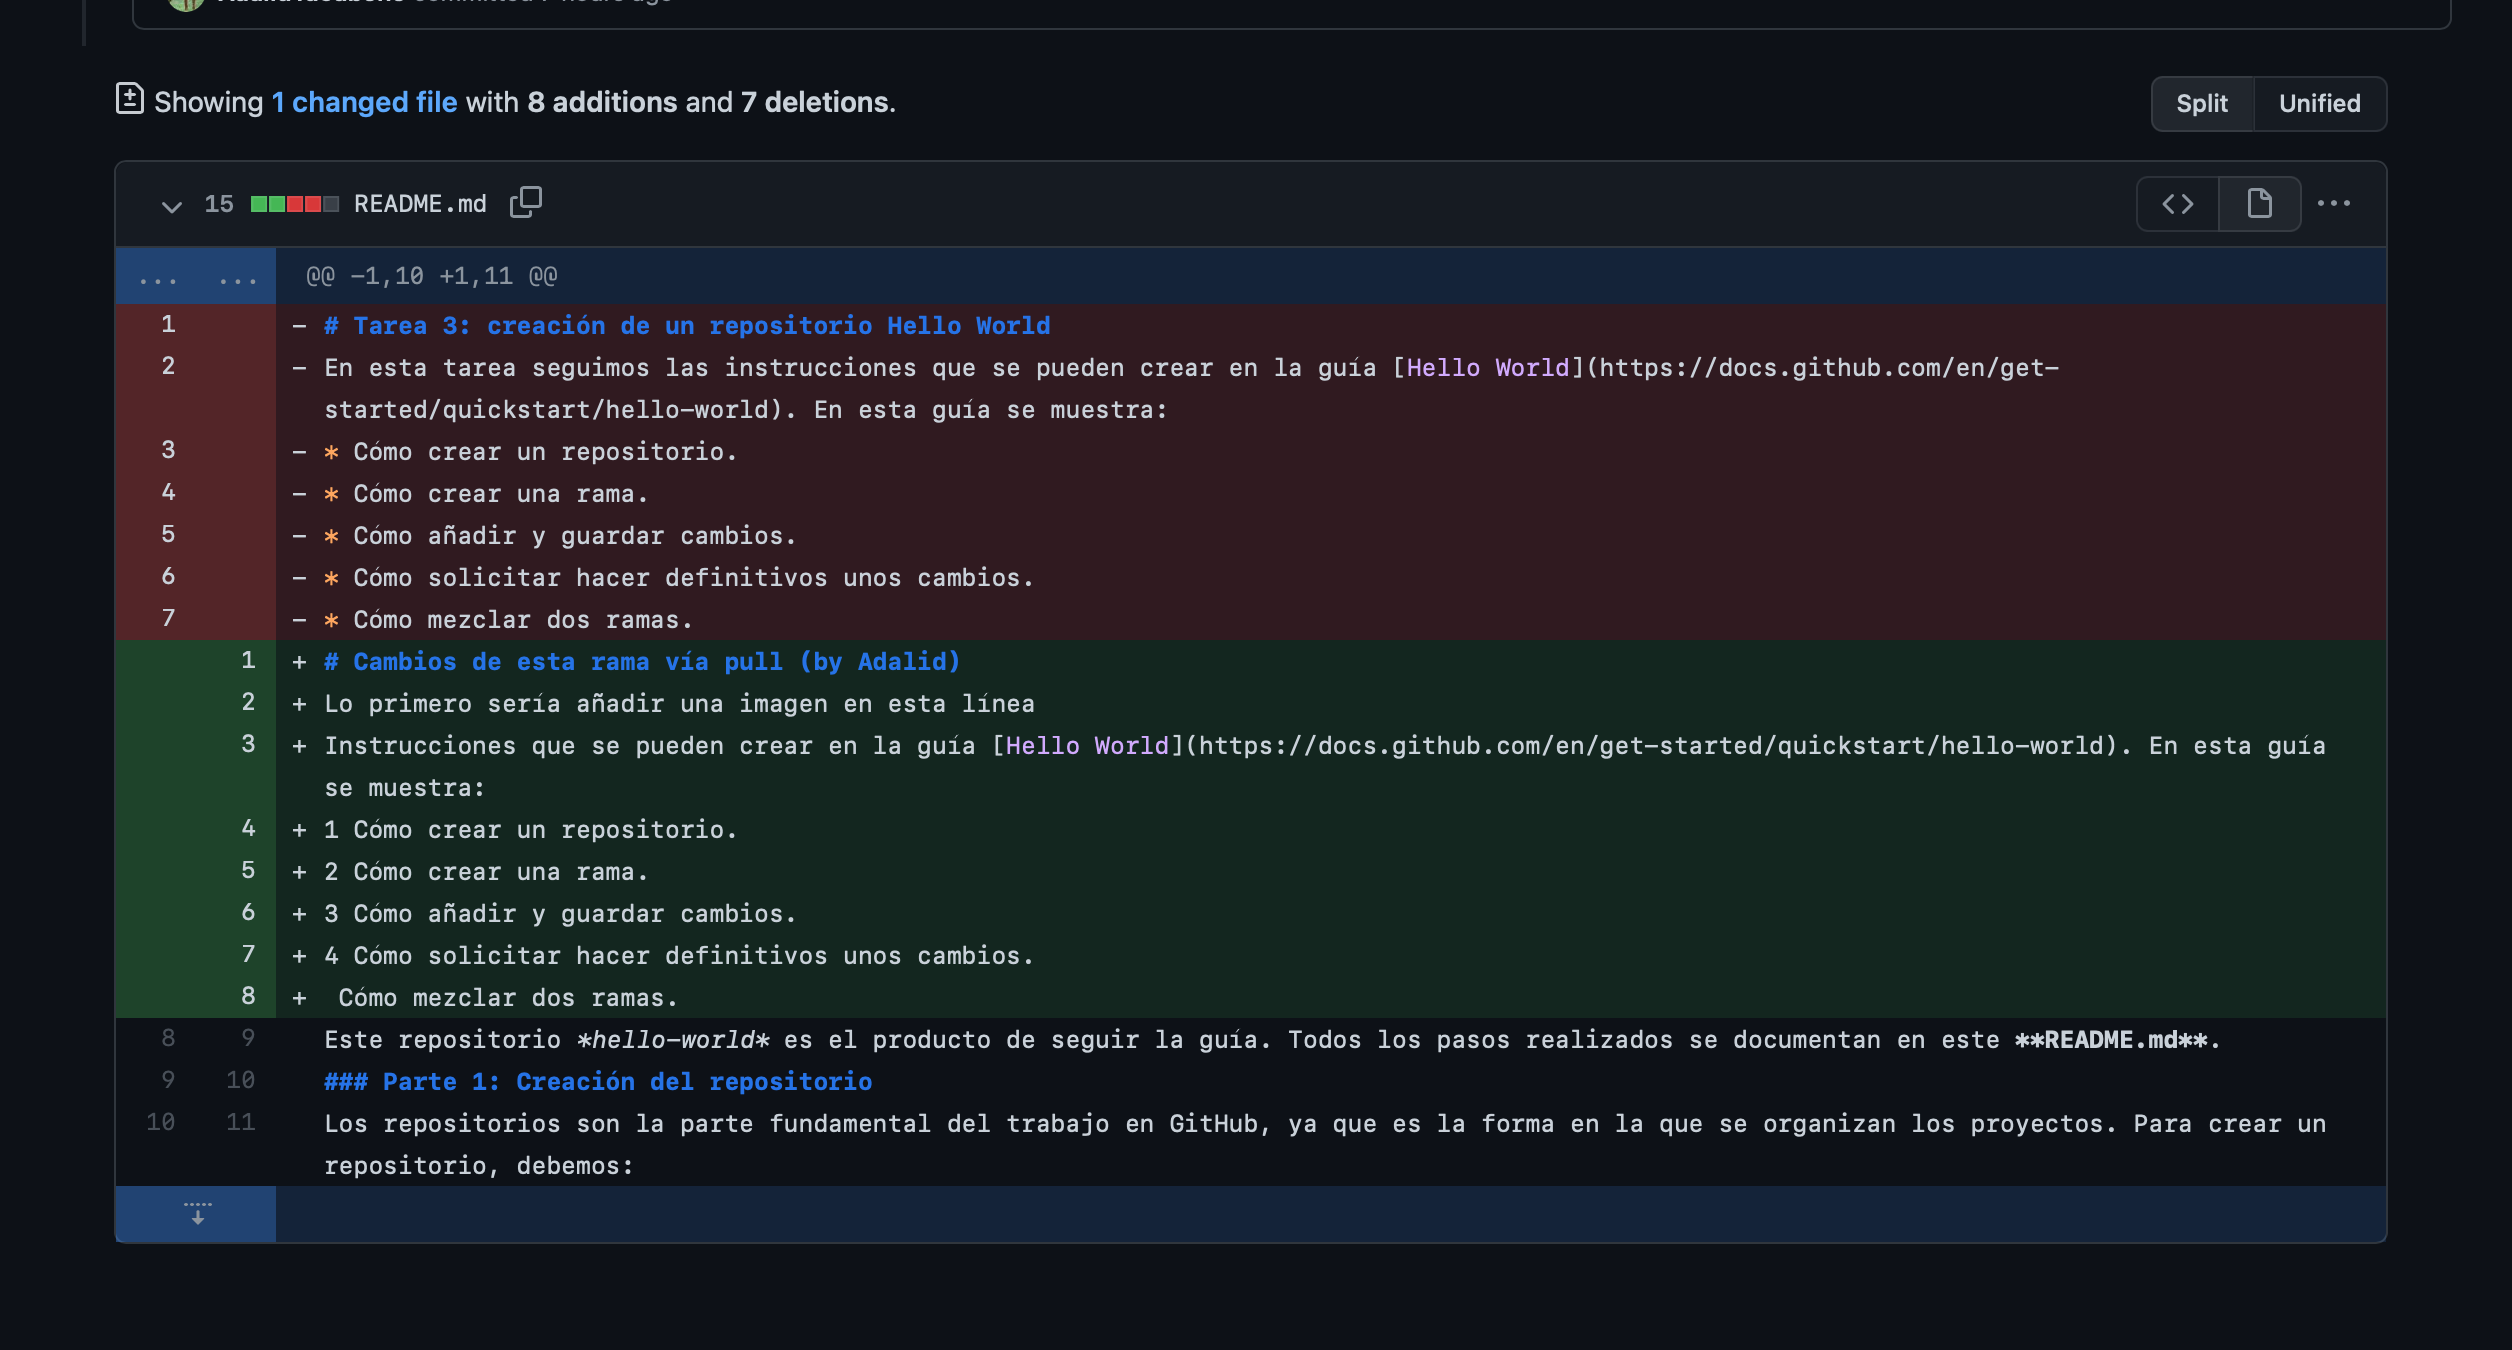 Showing 1 changed file with 8 additions and 7 deletions.
Split Unified
15 README.md
... ... @@ -1,10 +1,11 @@
1 - # Tarea 3: creación de un repositorio Hello World
2 - En esta tarea seguimos las instrucciones que se pueden crear en la guía [Hello World](https://docs.github.com/en/get-
started/quickstart/hello-world). En esta guía se muestra:
3 - * Cómo crear un repositorio.
4 - * Cómo crear una rama.
5 - * Cómo añadir y guardar cambios.
6 - * Cómo solicitar hacer definitivos unos cambios.
7 - * Cómo mezclar dos ramas.
1 + # Cambios de esta rama vía pull (by Adalid)
2 + Lo primero sería añadir una imagen en esta línea
3 + Instrucciones que se pueden crear en la guía [Hello World](https://docs.github.com/en/get-started/quickstart/hello-world). En esta guía
se muestra:
4 + 1 Cómo crear un repositorio.
5 + 2 Cómo crear una rama.
6 + 3 Cómo añadir y guardar cambios.
7 + 4 Cómo solicitar hacer definitivos unos cambios.
8 + Cómo mezclar dos ramas.
8 9 Este repositorio *hello-world* es el producto de seguir la guía. Todos los pasos realizados se documentan en este **README.md**.
9 10 ### Parte 1: Creación del repositorio
10 11 Los repositorios son la parte fundamental del trabajo en GitHub, ya que es la forma en la que se organizan los proyectos. Para crear un
repositorio, debemos: